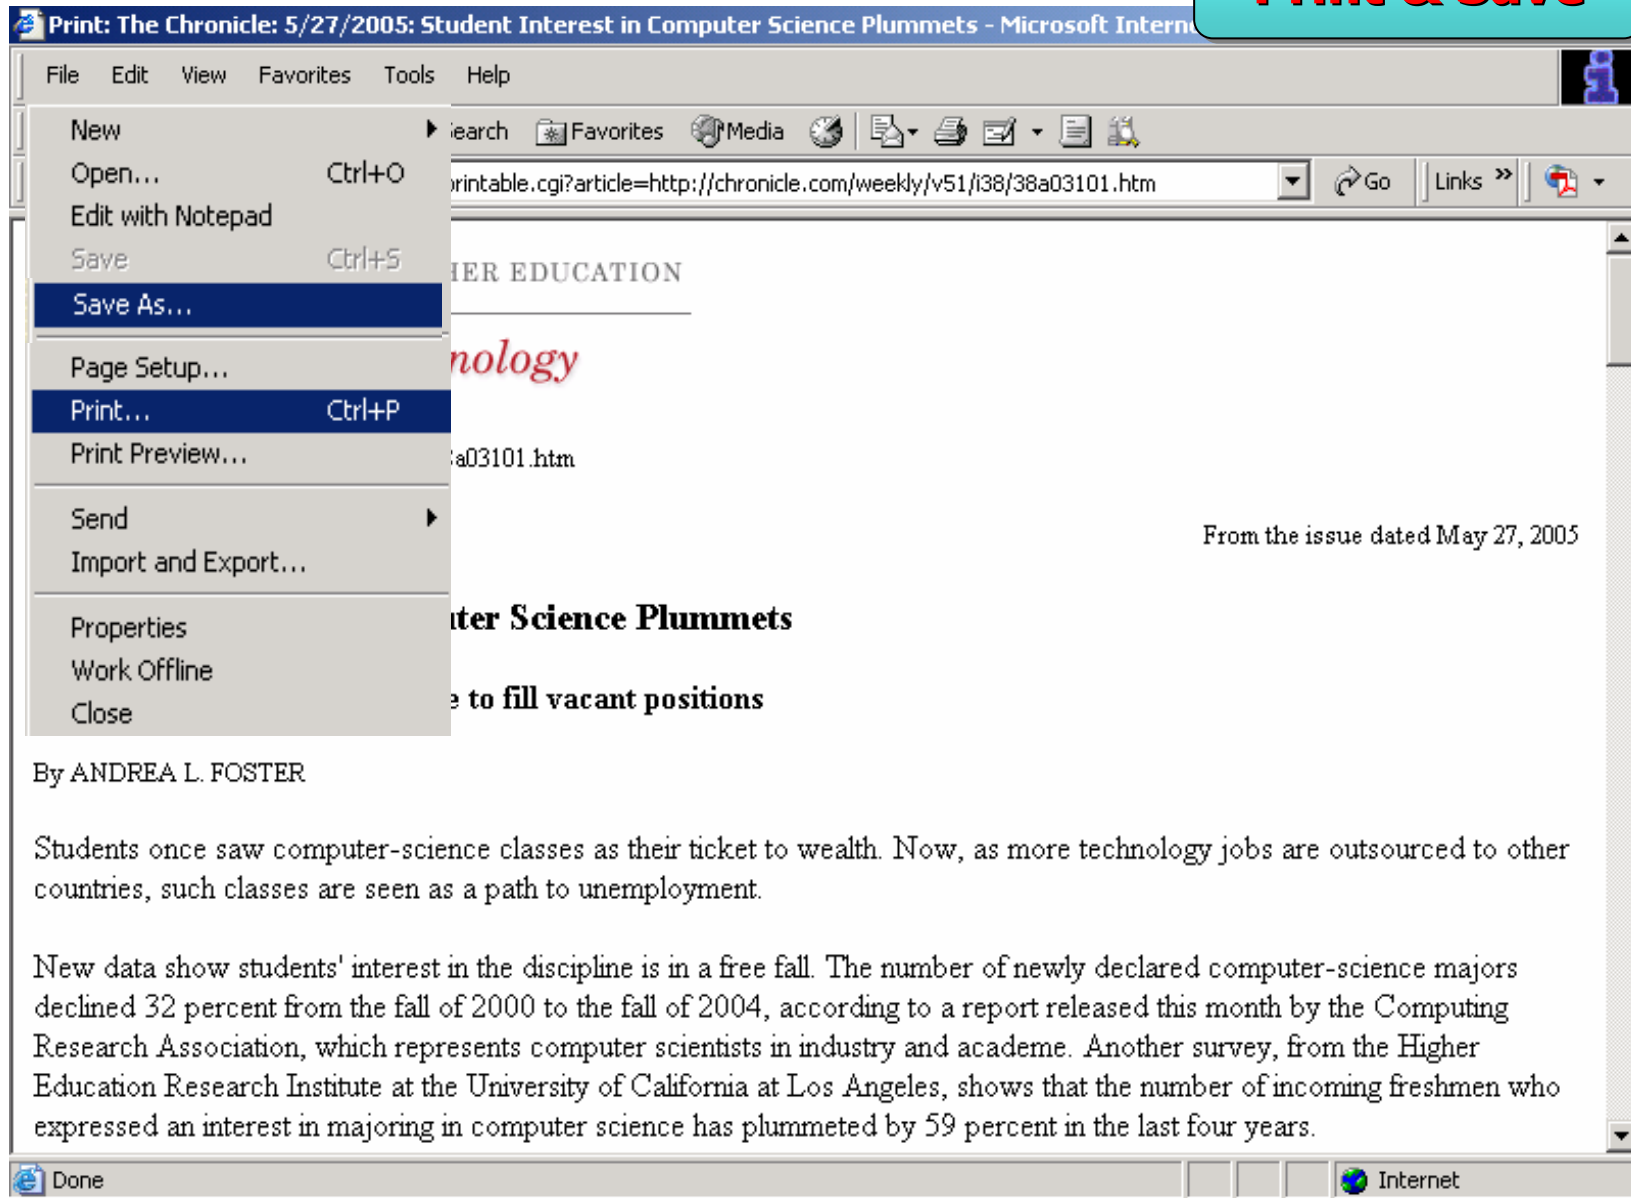 Print & Save
Print: The Chronicle: 5/27/2005: Student Interest in Computer Science Plummets - Microsoft Intern
File Edit View Favorites Tools Help
New
Open... Ctrl+O
Edit with Notepad
Save Ctrl+S
Save As...
Page Setup...
Print... Ctrl+P
Print Preview...
Send
Import and Export...
Properties
Work Offline
Close
Search Favorites Media
printable.cgi?article=http://chronicle.com/weekly/v51/i38/38a03101.htm Go Links »
HER EDUCATION
nology
8a03101.htm
From the issue dated May 27, 2005
uter Science Plummets
e to fill vacant positions
By ANDREA L. FOSTER
Students once saw computer-science classes as their ticket to wealth. Now, as more technology jobs are outsourced to other
countries, such classes are seen as a path to unemployment.
New data show students' interest in the discipline is in a free fall. The number of newly declared computer-science majors
declined 32 percent from the fall of 2000 to the fall of 2004, according to a report released this month by the Computing
Research Association, which represents computer scientists in industry and academe. Another survey, from the Higher
Education Research Institute at the University of California at Los Angeles, shows that the number of incoming freshmen who
expressed an interest in majoring in computer science has plummeted by 59 percent in the last four years.
Done Internet